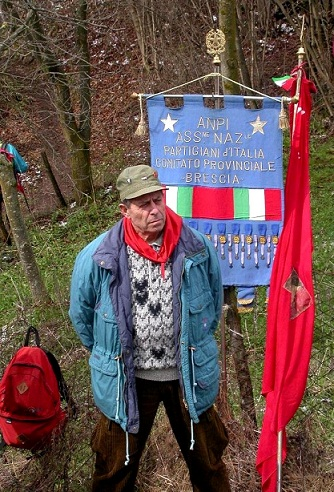 ANPI
ASS.NE NAZ.LE
PARTIGIANI D'ITALIA
COMITATO PROVINCIALE
BRESCIA